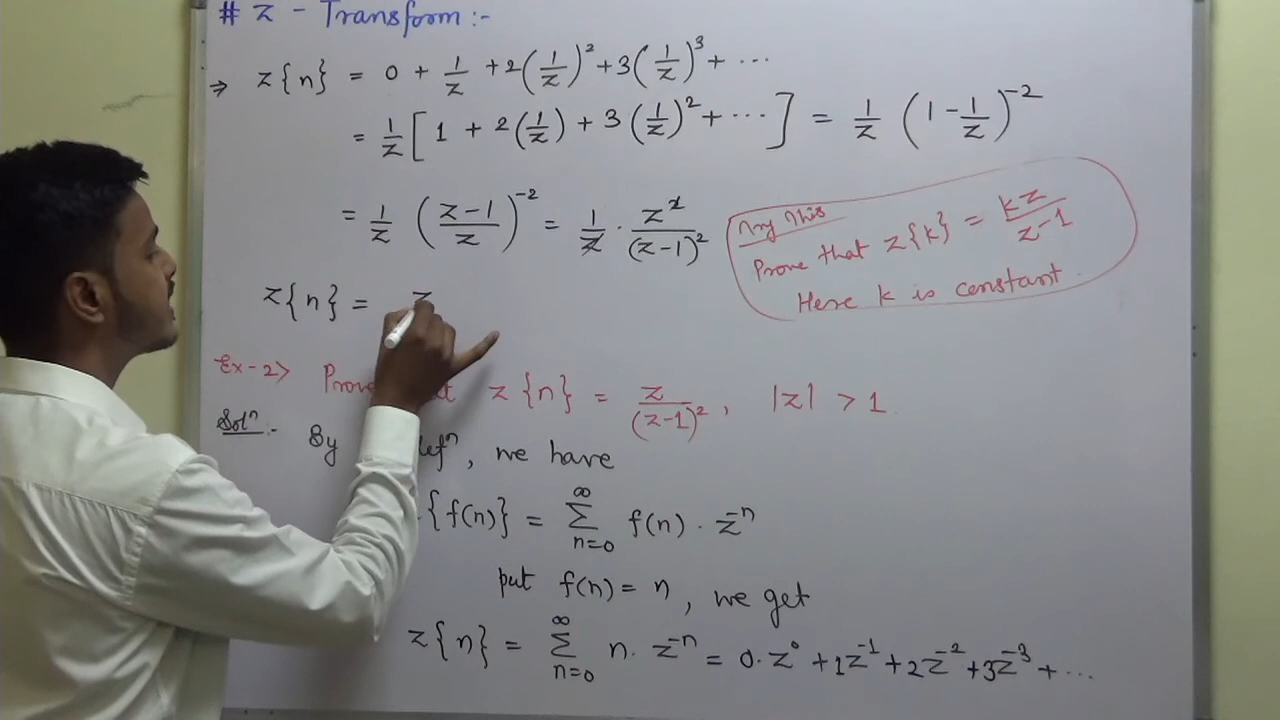 # Z - Transform :-
⇒ z{n} = 0 + 1/z + 2(1/z)² + 3(1/z)³ + ...
= 1/z [1 + 2(1/z) + 3(1/z)² + ...] = 1/z (1 - 1/z)⁻²
= 1/z ((z-1)/z)⁻² = 1/z · z²/(z-1)²
Try this
Prove that z{k} = kz/(z-1)
Here k is constant.
z{n} = z
Ex-2> z{n} = z/(z-1)², |z| > 1.
Solⁿ:- By defⁿ, we have
{f(n)} = ∞Σn=0 f(n) · z⁻ⁿ
put f(n) = n, we get
z{n} = ∞Σn=0 n · z⁻ⁿ = 0·z⁰ + 1z⁻¹ + 2z⁻² + 3z⁻³ + ...